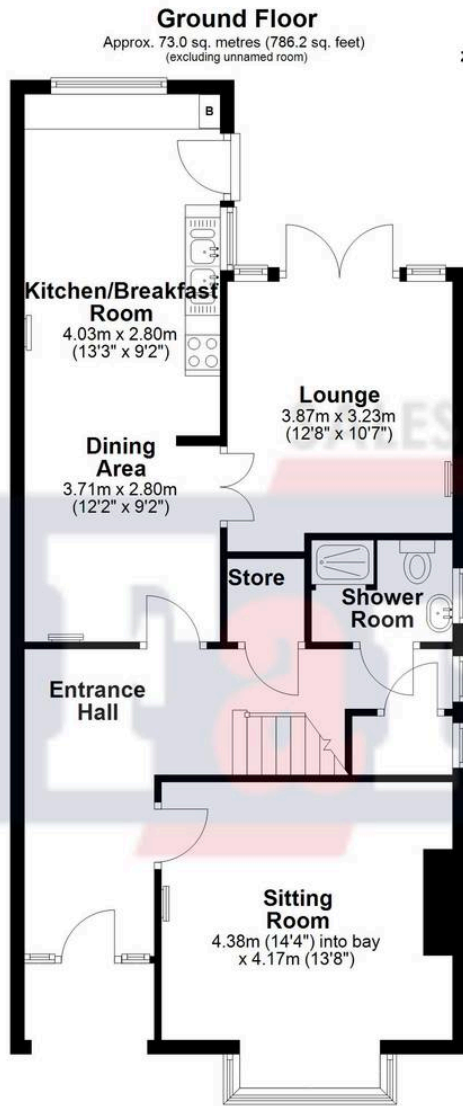 Ground Floor
Approx. 73.0 sq. metres (786.2 sq. feet)
(excluding unnamed room)
B
Kitchen/Breakfast
Room
4.03m x 2.80m
(13'3" x 9'2")
Lounge
3.87m x 3.23m
(12'8" x 10'7")
SALES
Dining
Area
3.71m x 2.80m
(12'2" x 9'2")
Store
Shower
Room
Entrance
Hall
Sitting
Room
4.38m (14'4") into bay
x 4.17m (13'8")